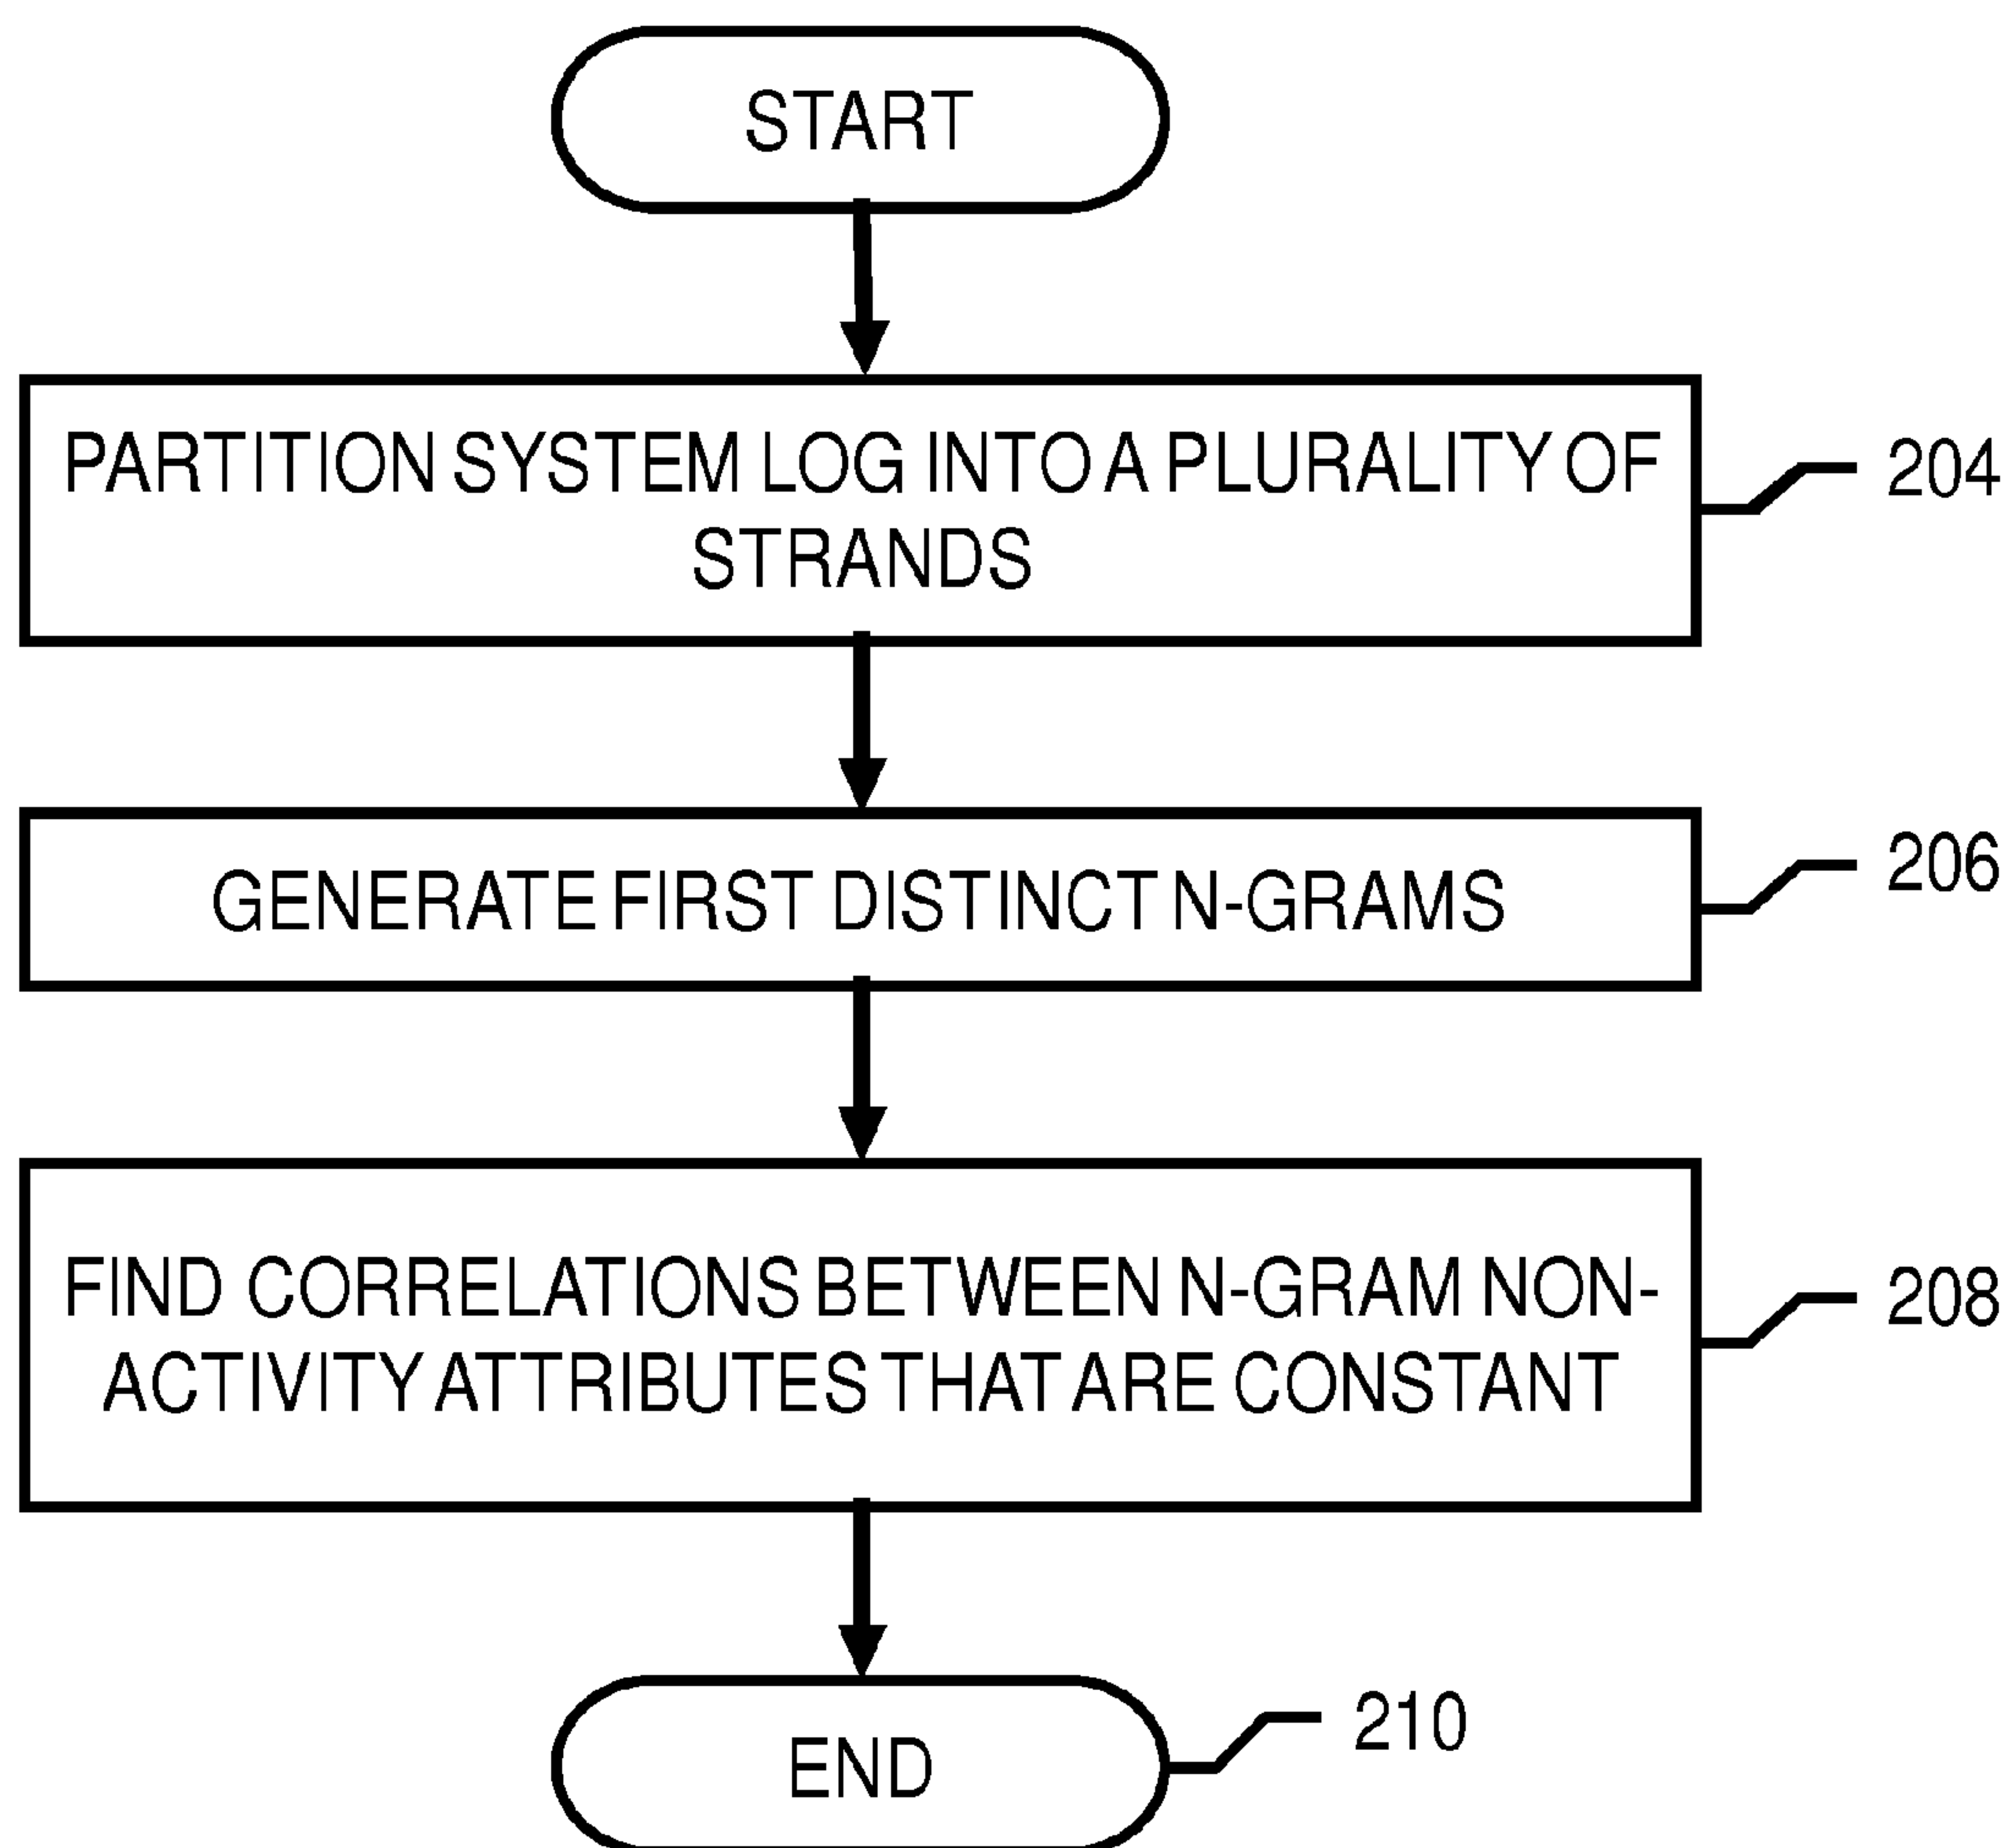 START
PARTITION SYSTEM LOG INTO A PLURALITY OF
STRANDS
204
GENERATE FIRST DISTINCT N-GRAMS
206
FIND CORRELATIONS BETWEEN N-GRAM NON-
ACTIVITY ATTRIBUTES THAT ARE CONSTANT
208
END
210